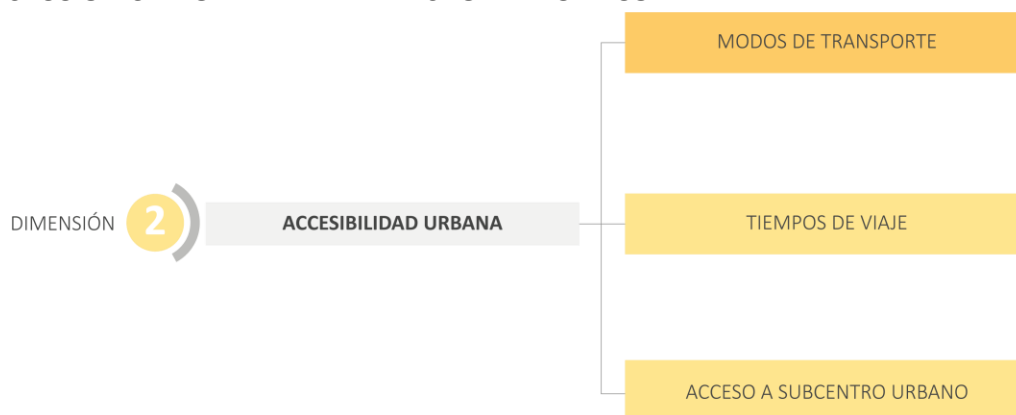 MODOS DE TRANSPORTE
DIMENSIÓN 2 ACCESIBILIDAD URBANA
TIEMPOS DE VIAJE
ACCESO A SUBCENTRO URBANO